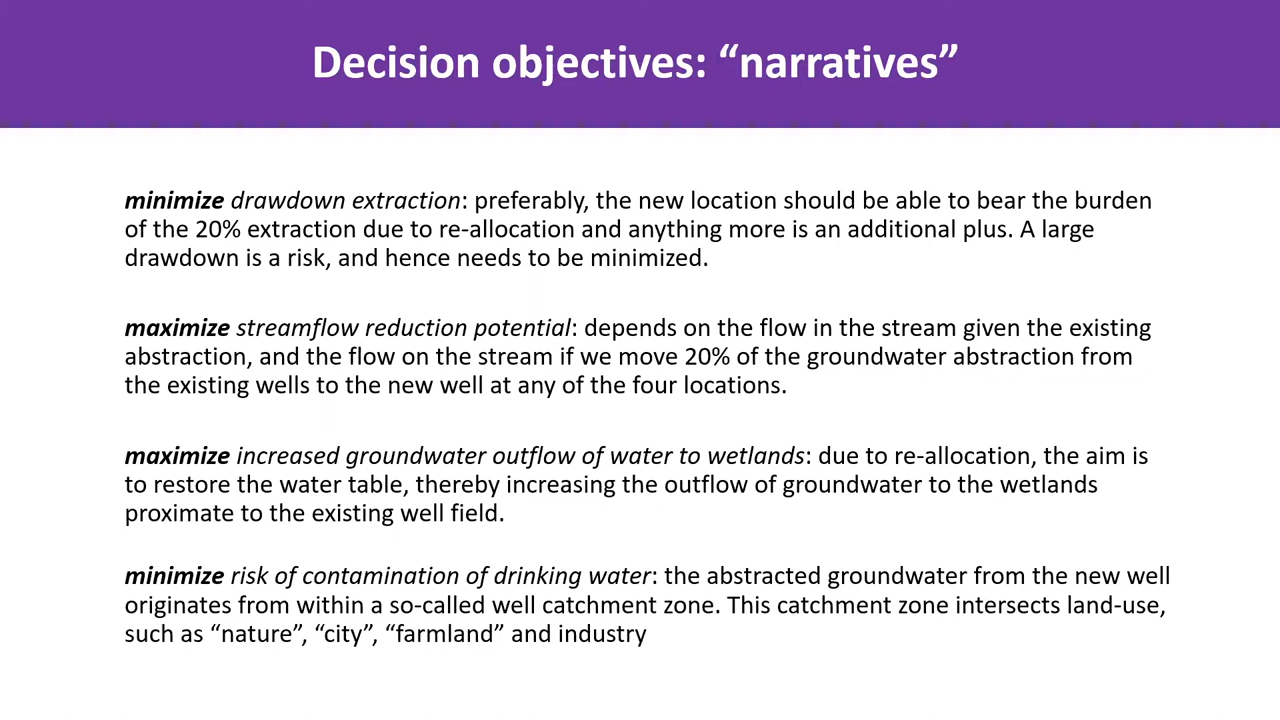 Decision objectives: “narratives”
minimize drawdown extraction: preferably, the new location should be able to bear the burden
of the 20% extraction due to re-allocation and anything more is an additional plus. A large
drawdown is a risk, and hence needs to be minimized.
maximize streamflow reduction potential: depends on the flow in the stream given the existing
abstraction, and the flow on the stream if we move 20% of the groundwater abstraction from
the existing wells to the new well at any of the four locations.
maximize increased groundwater outflow of water to wetlands: due to re-allocation, the aim is
to restore the water table, thereby increasing the outflow of groundwater to the wetlands
proximate to the existing well field.
minimize risk of contamination of drinking water: the abstracted groundwater from the new well
originates from within a so-called well catchment zone. This catchment zone intersects land-use,
such as “nature”, “city”, “farmland” and industry